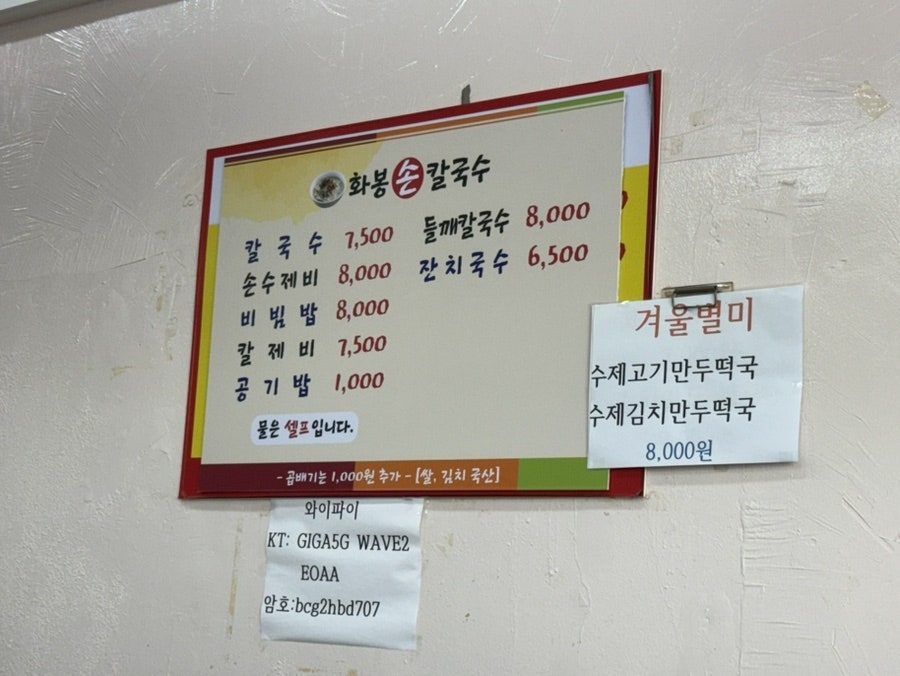 화봉손칼국수
칼국수 7,500
손수제비 8,000
비빔밥 8,000
칼제비 7,500
공기밥 1,000
들깨칼국수 8,000
잔치국수 6,500
물은 셀프입니다.
- 곱배기는 1,000원 추가 - [쌀, 김치 국산]
겨울별미
수제고기만두떡국
수제김치만두떡국
8,000원
와이파이
KT: GIGA5G WAVE2
EOAA
암호:bcg2hbd707